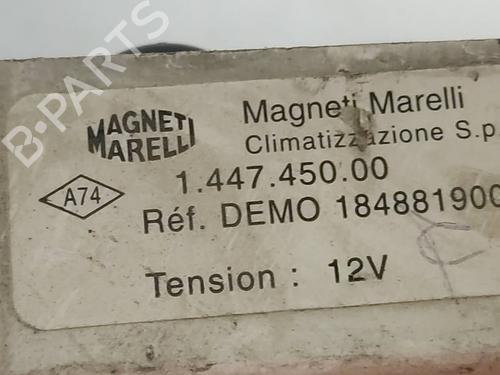 MAGNETI MARELLI
Magneti Marelli
Climatizzazione S.p
A74
1.447.450.00
Réf. DEMO 184881900
Tension : 12V
B-PARTS